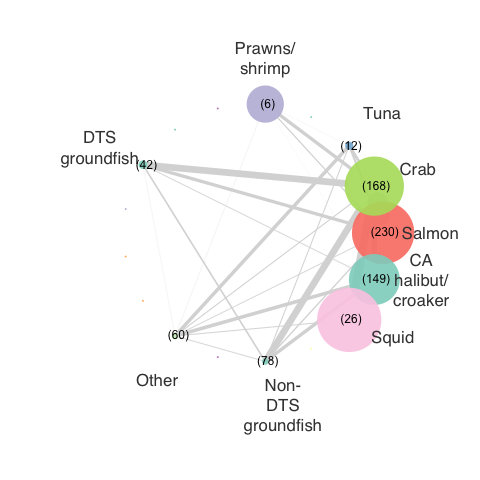 Prawns/
shrimp
(6)
Tuna
(12)
DTS
groundfish
(42)
Crab
(168)
Salmon
(230)
CA
halibut/
croaker
(149)
Squid
(26)
Other
(60)
Non-
DTS
groundfish
(78)